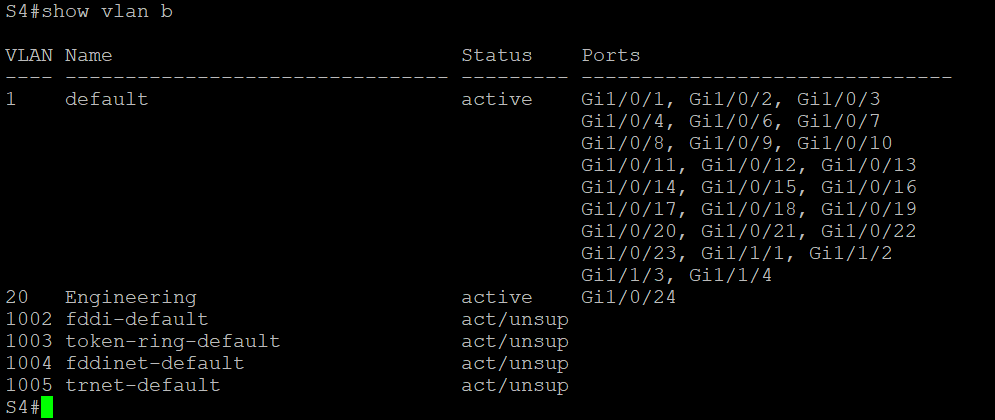 S4#show vlan b
VLAN Name                             Status    Ports
---- -------------------------------- --------- -------------------------------
1    default                          active    Gi1/0/1, Gi1/0/2, Gi1/0/3
                                                Gi1/0/4, Gi1/0/6, Gi1/0/7
                                                Gi1/0/8, Gi1/0/9, Gi1/0/10
                                                Gi1/0/11, Gi1/0/12, Gi1/0/13
                                                Gi1/0/14, Gi1/0/15, Gi1/0/16
                                                Gi1/0/17, Gi1/0/18, Gi1/0/19
                                                Gi1/0/20, Gi1/0/21, Gi1/0/22
                                                Gi1/0/23, Gi1/1/1, Gi1/1/2
                                                Gi1/1/3, Gi1/1/4
20   Engineering                      active    Gi1/0/24
1002 fddi-default                     act/unsup
1003 token-ring-default               act/unsup
1004 fddinet-default                  act/unsup
1005 trnet-default                    act/unsup
S4#